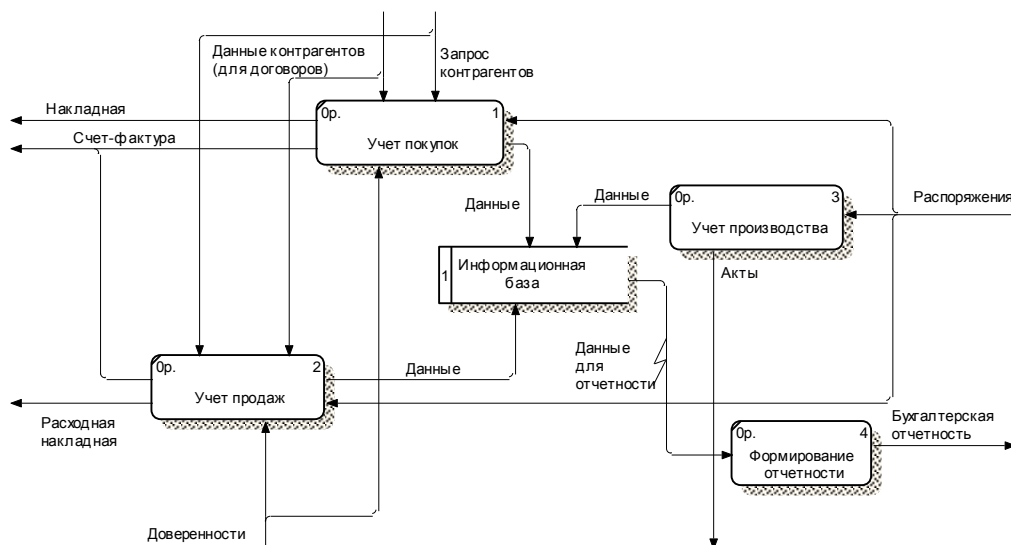 Данные контрагентов
(для договоров)
Запрос
контрагентов
Накладная
Счет-фактура
0р.
1
Учет покупок
Данные
Данные
0р.
3
Учет производства
Распоряжения
Акты
1
Информационная
база
Данные
для
отчетности
0р.
2
Учет продаж
Данные
Расходная
накладная
0р.
4
Формирование
отчетности
Бухгалтерская
отчетность
Доверенности